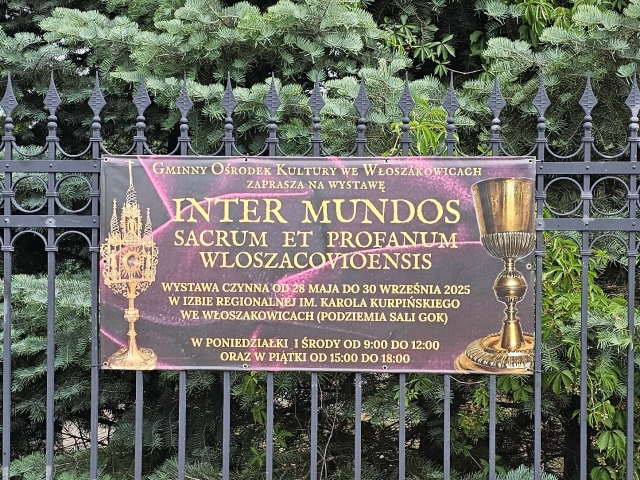 Gminny Ośrodek Kultury we Włoszakowicach
zaprasza na wystawę
INTER MUNDOS
SACRUM ET PROFANUM
WLOSZACOVIOENSIS
WYSTAWA CZYNNA OD 28 MAJA DO 30 WRZEŚNIA 2025
W IZBIE REGIONALNEJ IM. KAROLA KURPIŃSKIEGO
WE WŁOSZAKOWICACH (PODZIEMIA SALI GOK)
W PONIEDZIAŁKI I ŚRODY OD 9:00 DO 12:00
ORAZ W PIĄTKI OD 15:00 DO 18:00